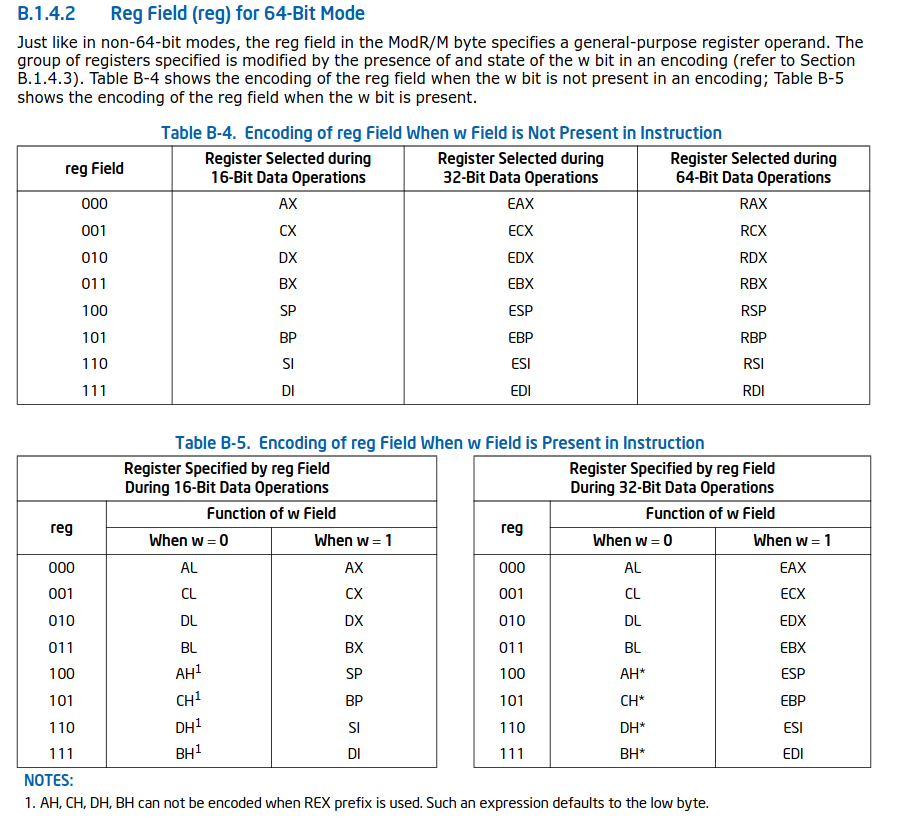 B.1.4.2 Reg Field (reg) for 64-Bit Mode
Just like in non-64-bit modes, the reg field in the ModR/M byte specifies a general-purpose register operand. The
group of registers specified is modified by the presence of and state of the w bit in an encoding (refer to Section
B.1.4.3). Table B-4 shows the encoding of the reg field when the w bit is not present in an encoding; Table B-5
shows the encoding of the reg field when the w bit is present.
Table B-4. Encoding of reg Field When w Field is Not Present in Instruction
reg Field
Register Selected during
16-Bit Data Operations
Register Selected during
32-Bit Data Operations
Register Selected during
64-Bit Data Operations
000 AX EAX RAX
001 CX ECX RCX
010 DX EDX RDX
011 BX EBX RBX
100 SP ESP RSP
101 BP EBP RBP
110 SI ESI RSI
111 DI EDI RDI
Table B-5. Encoding of reg Field When w Field is Present in Instruction
Register Specified by reg Field
During 16-Bit Data Operations
reg
Function of w Field
When w = 0 When w = 1
000 AL AX
001 CL CX
010 DL DX
011 BL BX
100 AH¹ SP
101 CH¹ BP
110 DH¹ SI
111 BH¹ DI
Register Specified by reg Field
During 32-Bit Data Operations
reg
Function of w Field
When w = 0 When w = 1
000 AL EAX
001 CL ECX
010 DL EDX
011 BL EBX
100 AH* ESP
101 CH* EBP
110 DH* ESI
111 BH* EDI
NOTES:
1. AH, CH, DH, BH can not be encoded when REX prefix is used. Such an expression defaults to the low byte.